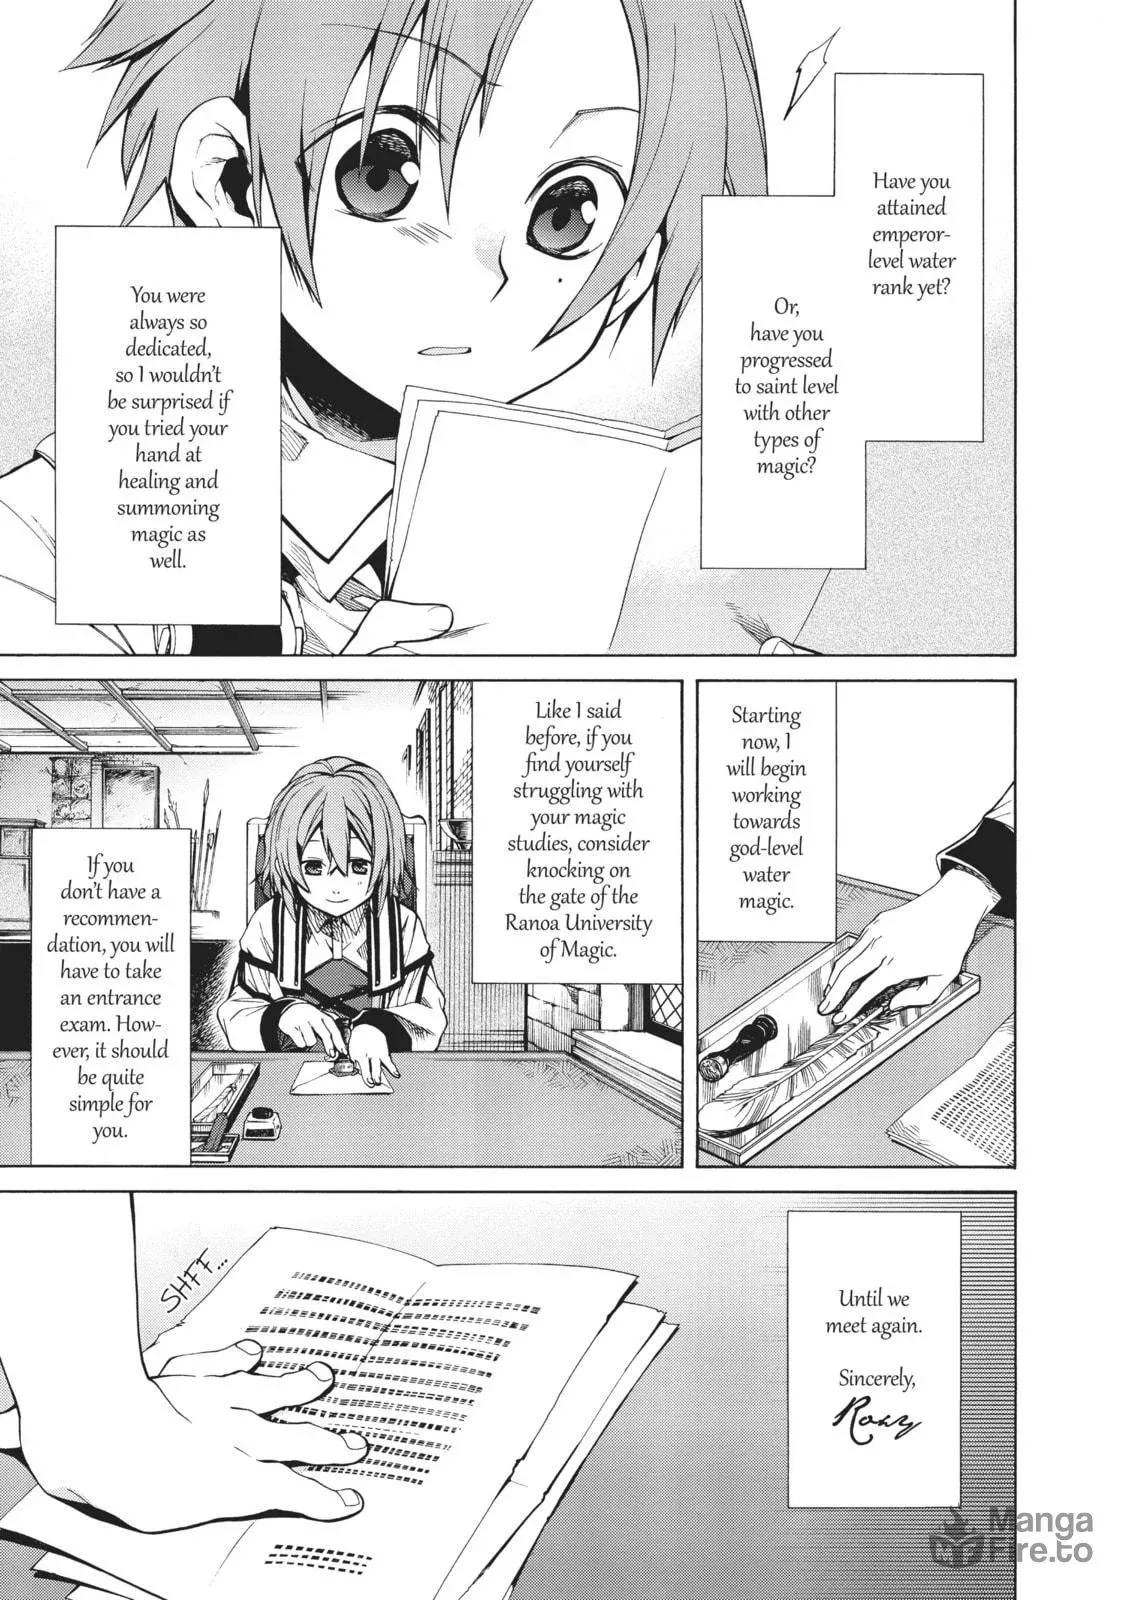 Have you
attained
emperor-
level water
rank yet?
Or,
have you
progressed
to saint level
with other
types of
magic?
You were
always so
dedicated,
so I wouldn't
be surprised if
you tried your
hand at
healing and
summoning
magic as
well.
Starting
now, I
will begin
working
towards
god-level
water
magic.
Like I said
before, if you
find yourself
struggling with
your magic
studies, consider
knocking on
the gate of the
Ranoa University
of Magic.
If you
don't have a
recommen-
dation, you will
have to take
an entrance
exam. How-
ever, it should
be quite
simple for
you.
SHFF...
Until we
meet again.
Sincerely,
Roxy
Manga
Fire.to